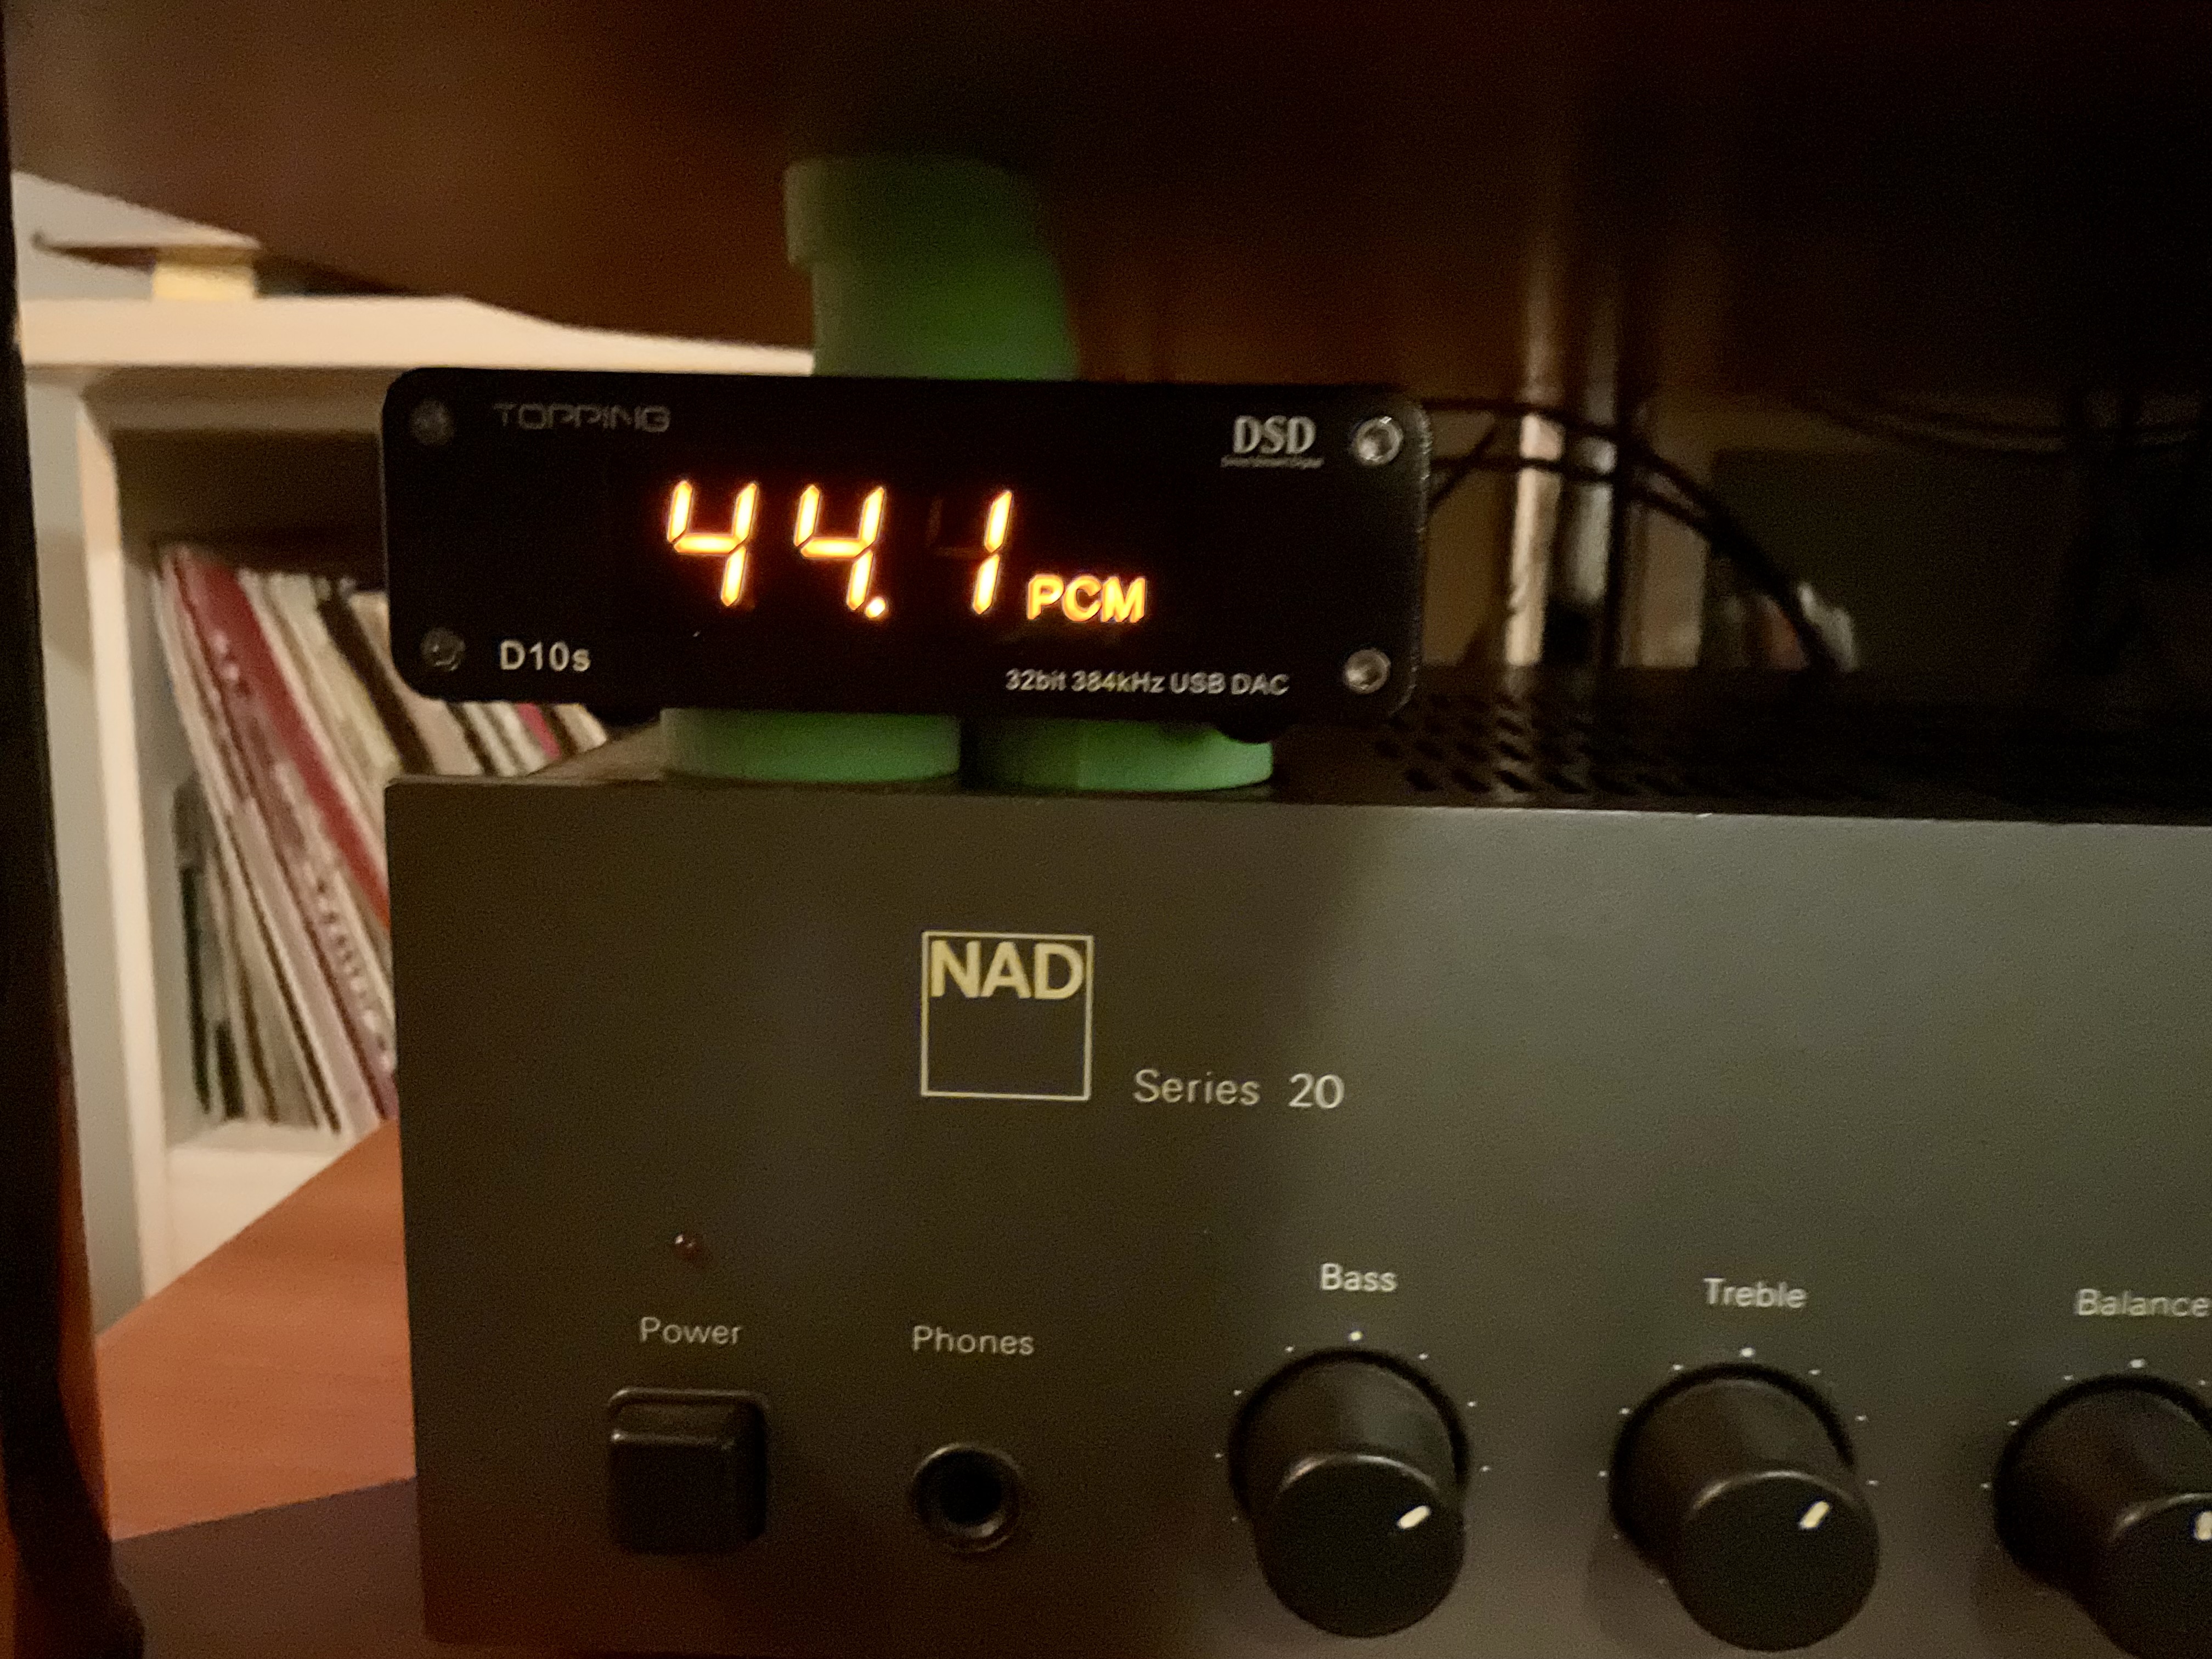 TOPPING
DSD
44.1 PCM
D10s
32bit 384kHz USB DAC
NAD
Series 20
Power
Phones
Bass
Treble
Balance